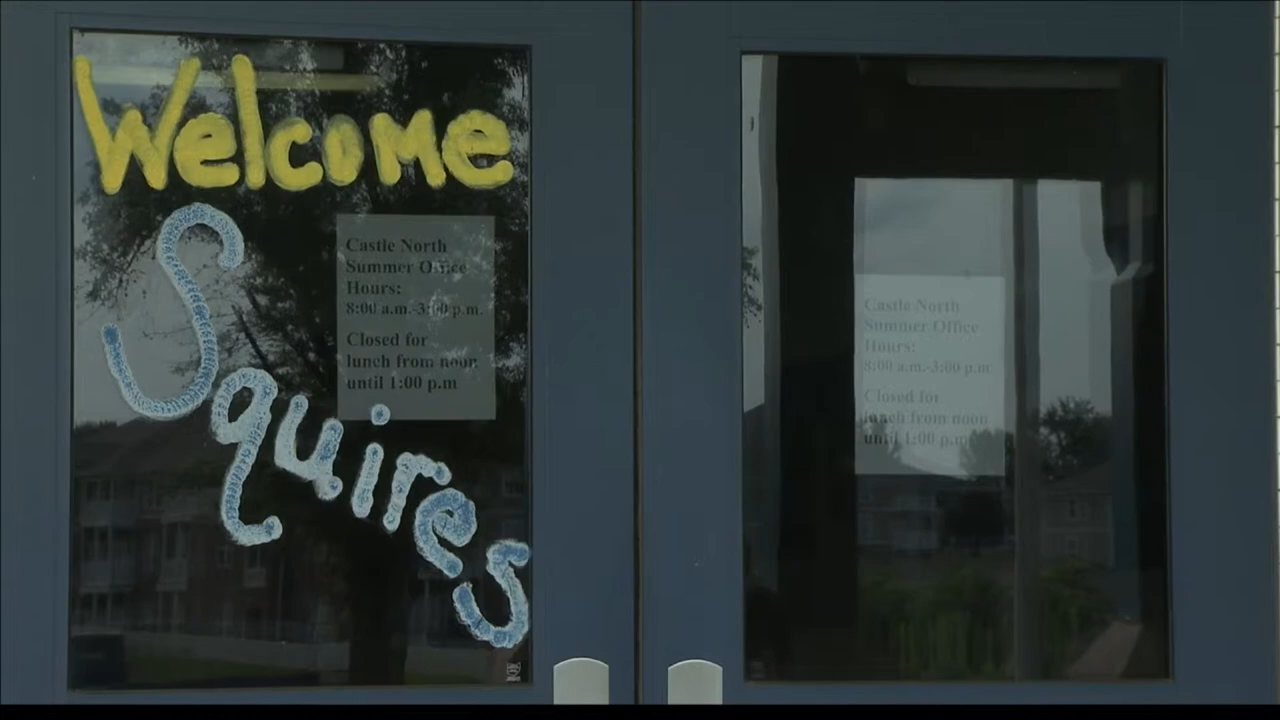 Welcome
Squires
Castle North
Summer Office
Hours:
8:00 a.m.-3:00 p.m.
Closed for
lunch from noon
until 1:00 p.m
Castle North
Summer Office
Hours:
8:00 a.m.-3:00 p.m.
Closed for
lunch from noon
until 1:00 p.m